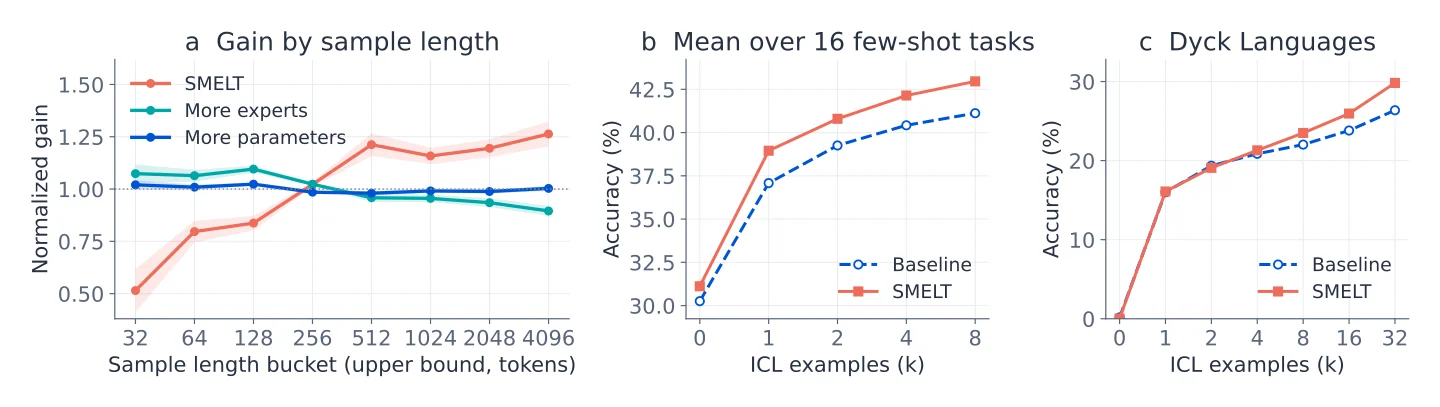 a Gain by sample length
Normalized gain
1.50
1.25
1.00
0.75
0.50
SMELT
More experts
More parameters
32 64 128 256 512 1024 2048 4096
Sample length bucket (upper bound, tokens)
b Mean over 16 few-shot tasks
Accuracy (%)
42.5
40.0
37.5
35.0
32.5
30.0
Baseline
SMELT
0 1 2 4 8
ICL examples (k)
c Dyck Languages
Accuracy (%)
30
20
10
0
Baseline
SMELT
0 1 2 4 8 16 32
ICL examples (k)